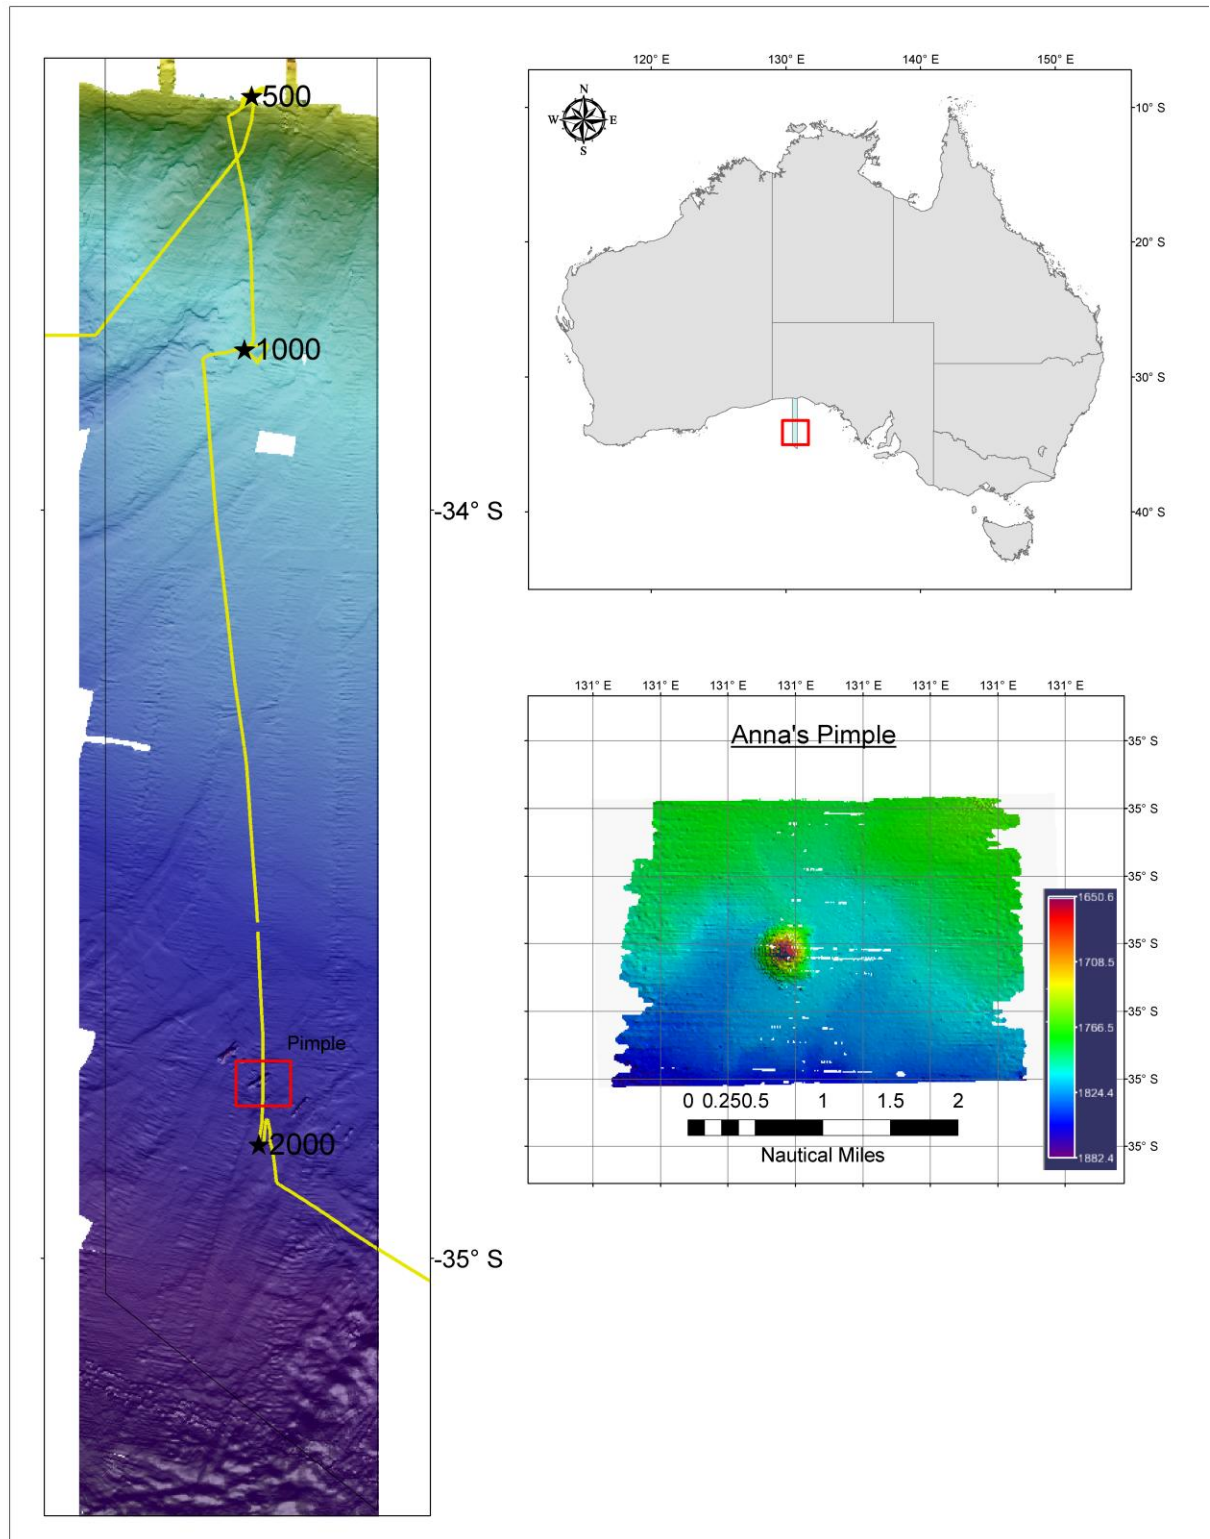 500
1000
-34° S
Pimple
2000
-35° S
120° E 130° E 140° E 150° E
N
W E
S
10° S
20° S
30° S
40° S
131° E 131° E 131° E 131° E 131° E 131° E 131° E 131° E
Anna's Pimple
35° S
35° S
35° S
35° S
35° S
35° S
35° S
1650.6
1708.5
1766.5
1824.4
1882.4
0 0.250.5 1 1.5 2
Nautical Miles